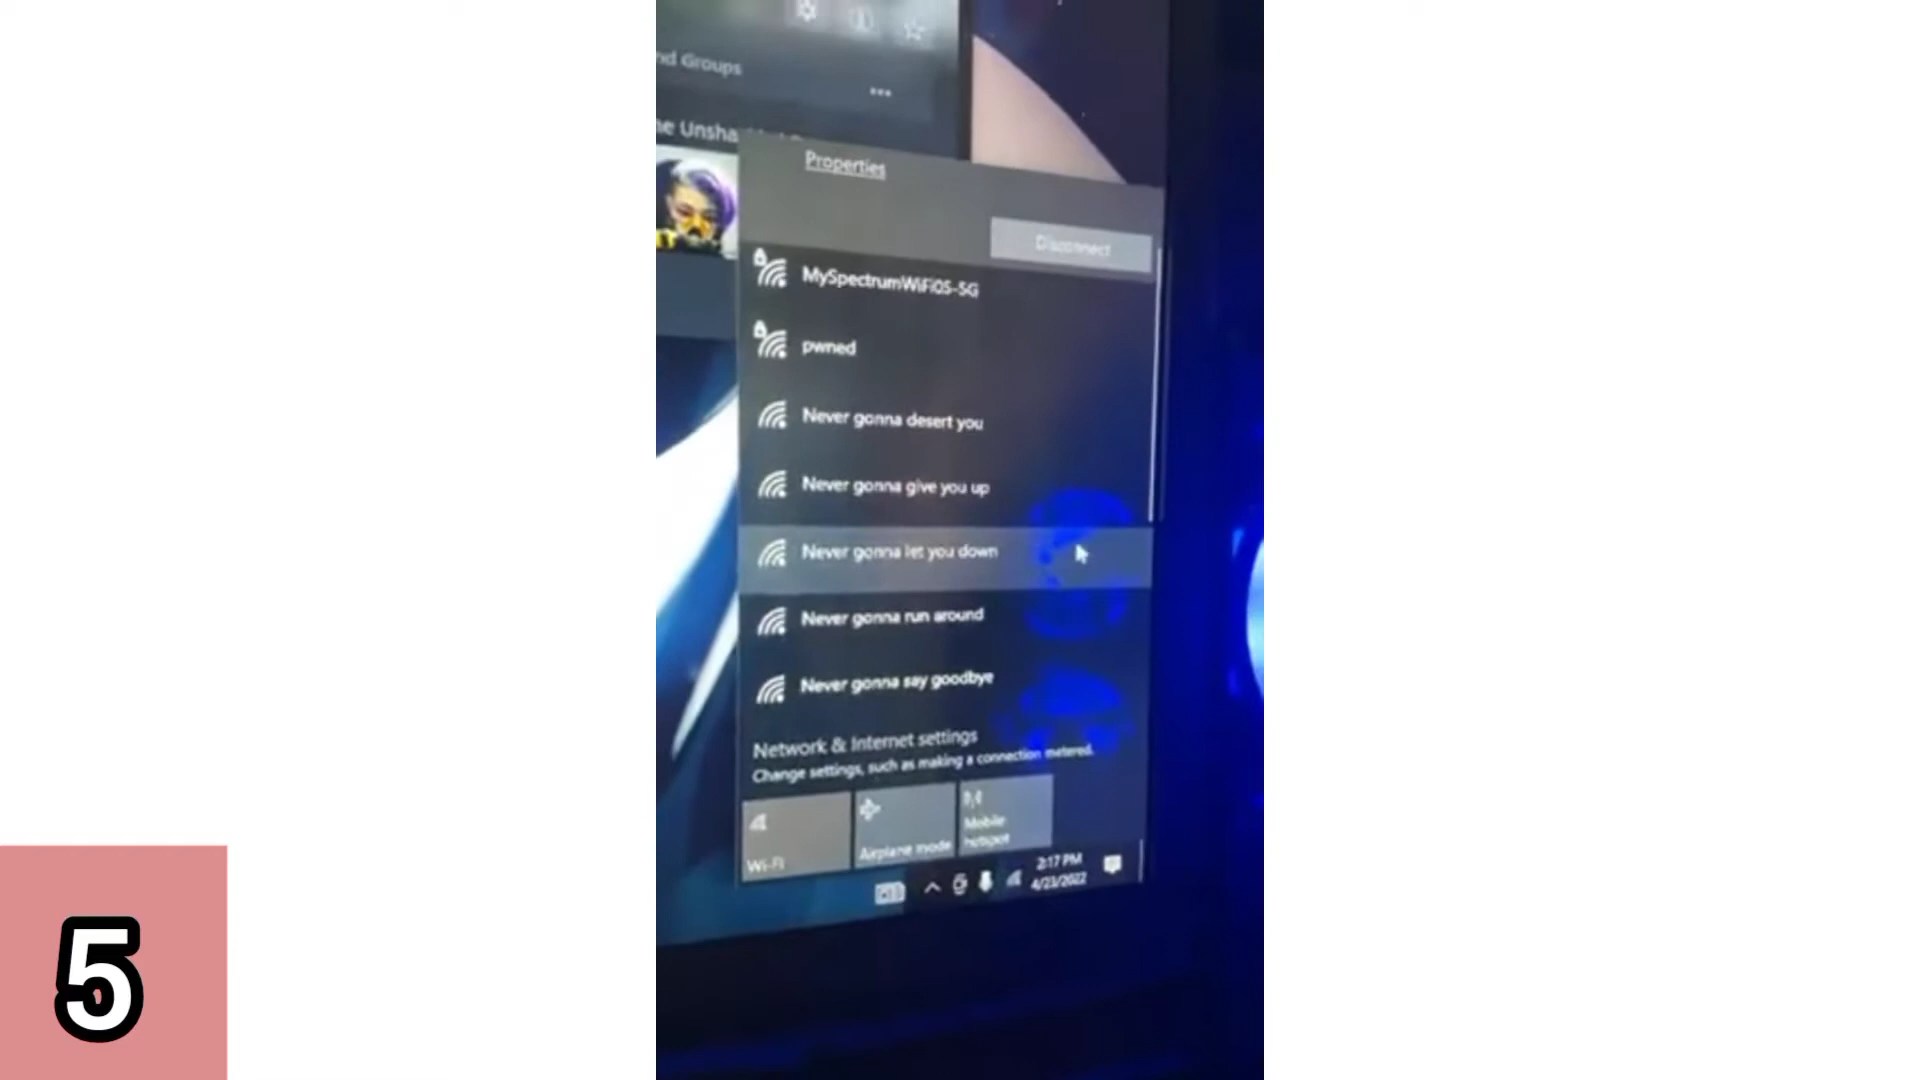 nd Groups
...
ne Unsha
Properties
Disconnect
MySpectrumWiFi05-5G
pwned
Never gonna desert you
Never gonna give you up
Never gonna let you down
Never gonna run around
Never gonna say goodbye
Network & Internet settings
Change settings, such as making a connection metered.
Wi-Fi
Airplane mode
Mobile
hotspot
2:17 PM
4/23/2022
5